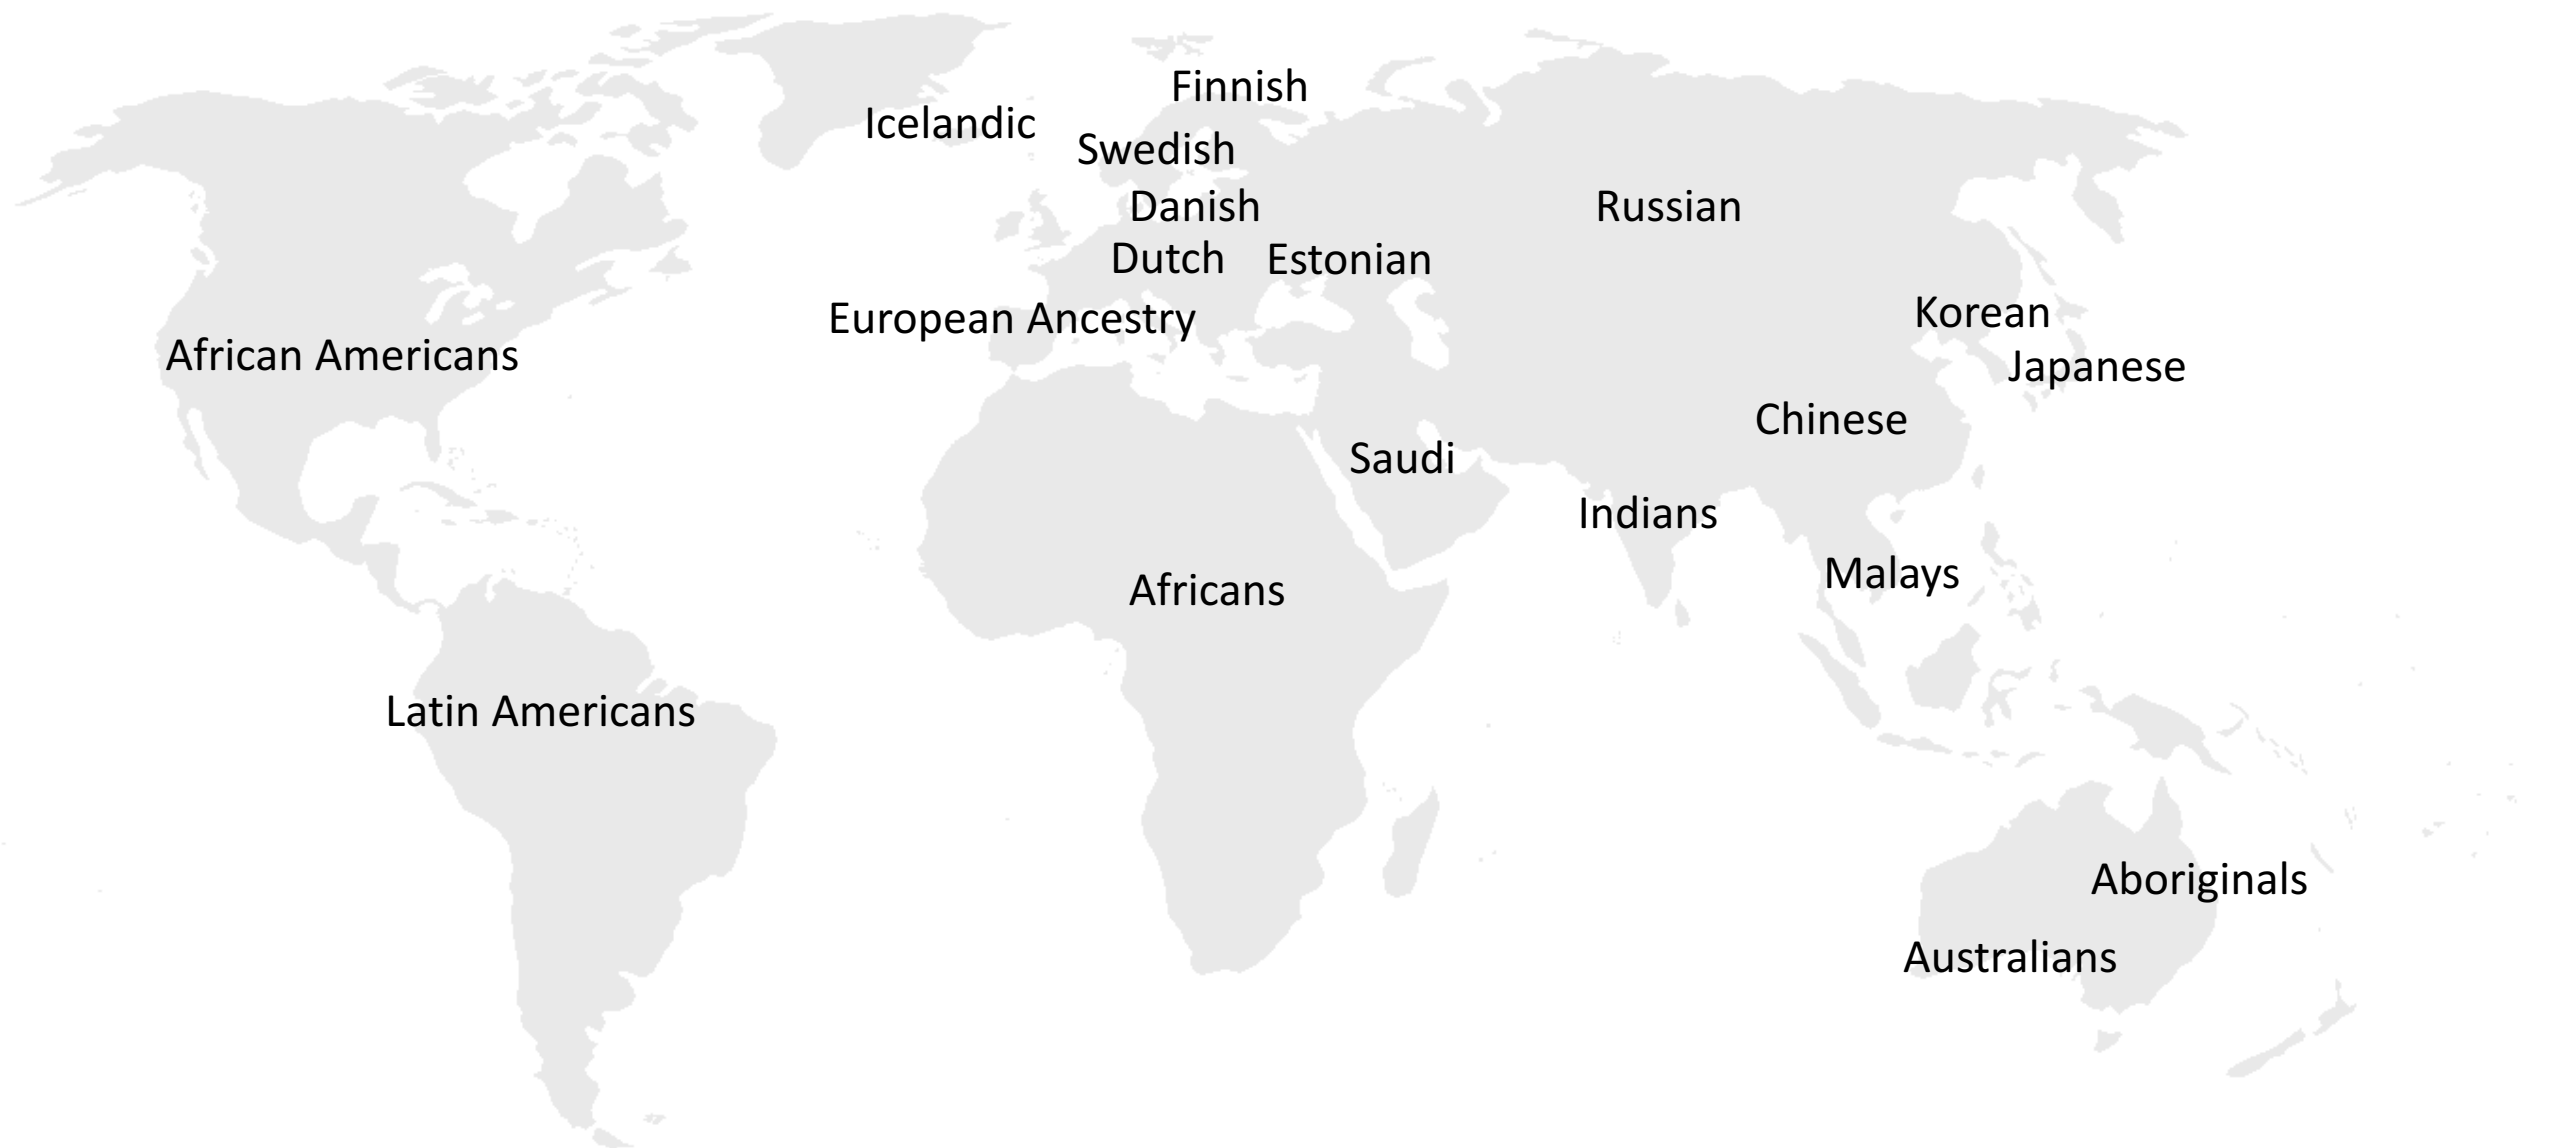 Finnish
Icelandic
Swedish
Danish
Russian
Dutch
Estonian
Korean
European Ancestry
African Americans
Japanese
Chinese
Saudi
Indians
Malays
Africans
Latin Americans
Aboriginals
Australians